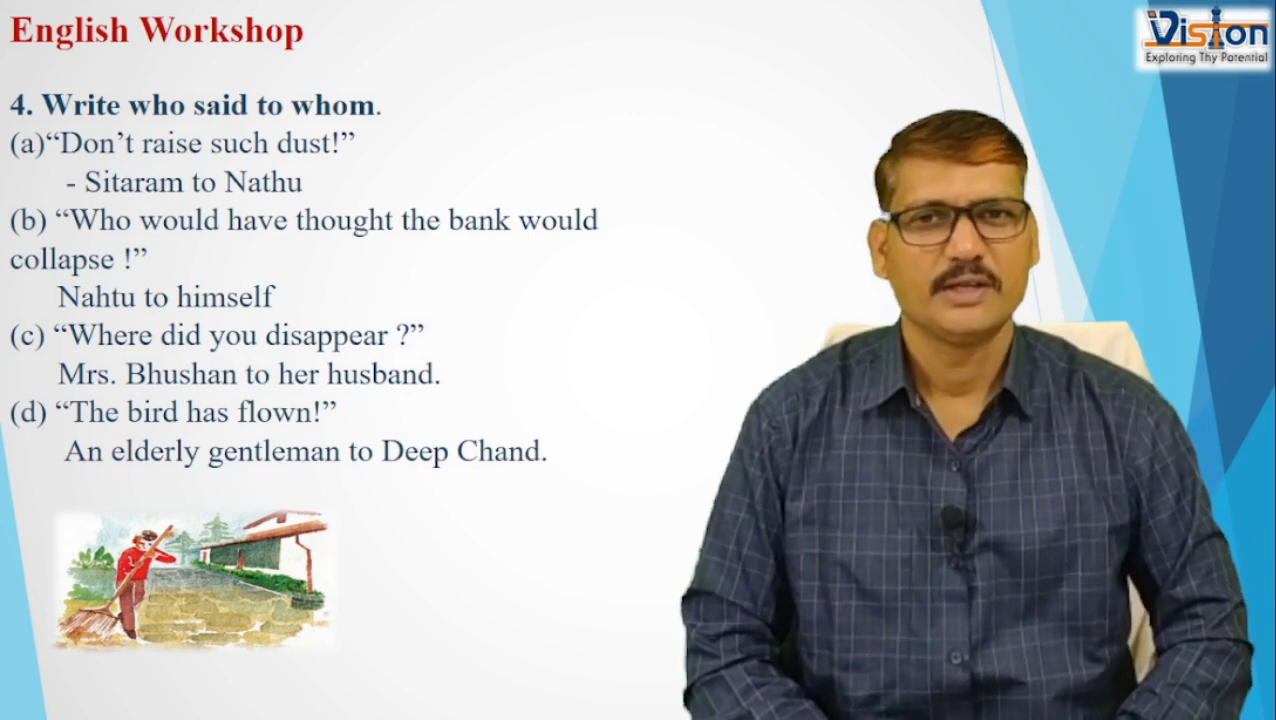 English Workshop
Vision
Exploring Thy Potential
4. Write who said to whom.
(a)“Don’t raise such dust!”
- Sitaram to Nathu
(b) “Who would have thought the bank would
collapse !”
Nahtu to himself
(c) “Where did you disappear ?”
Mrs. Bhushan to her husband.
(d) “The bird has flown!”
An elderly gentleman to Deep Chand.